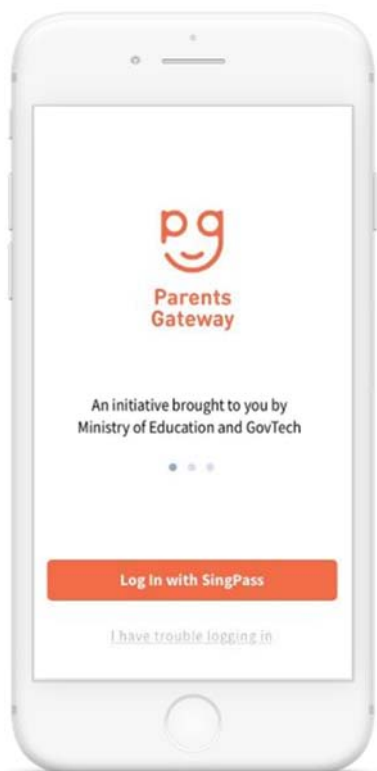 pg
Parents
Gateway
An initiative brought to you by
Ministry of Education and GovTech
Log In with SingPass
I have trouble logging in